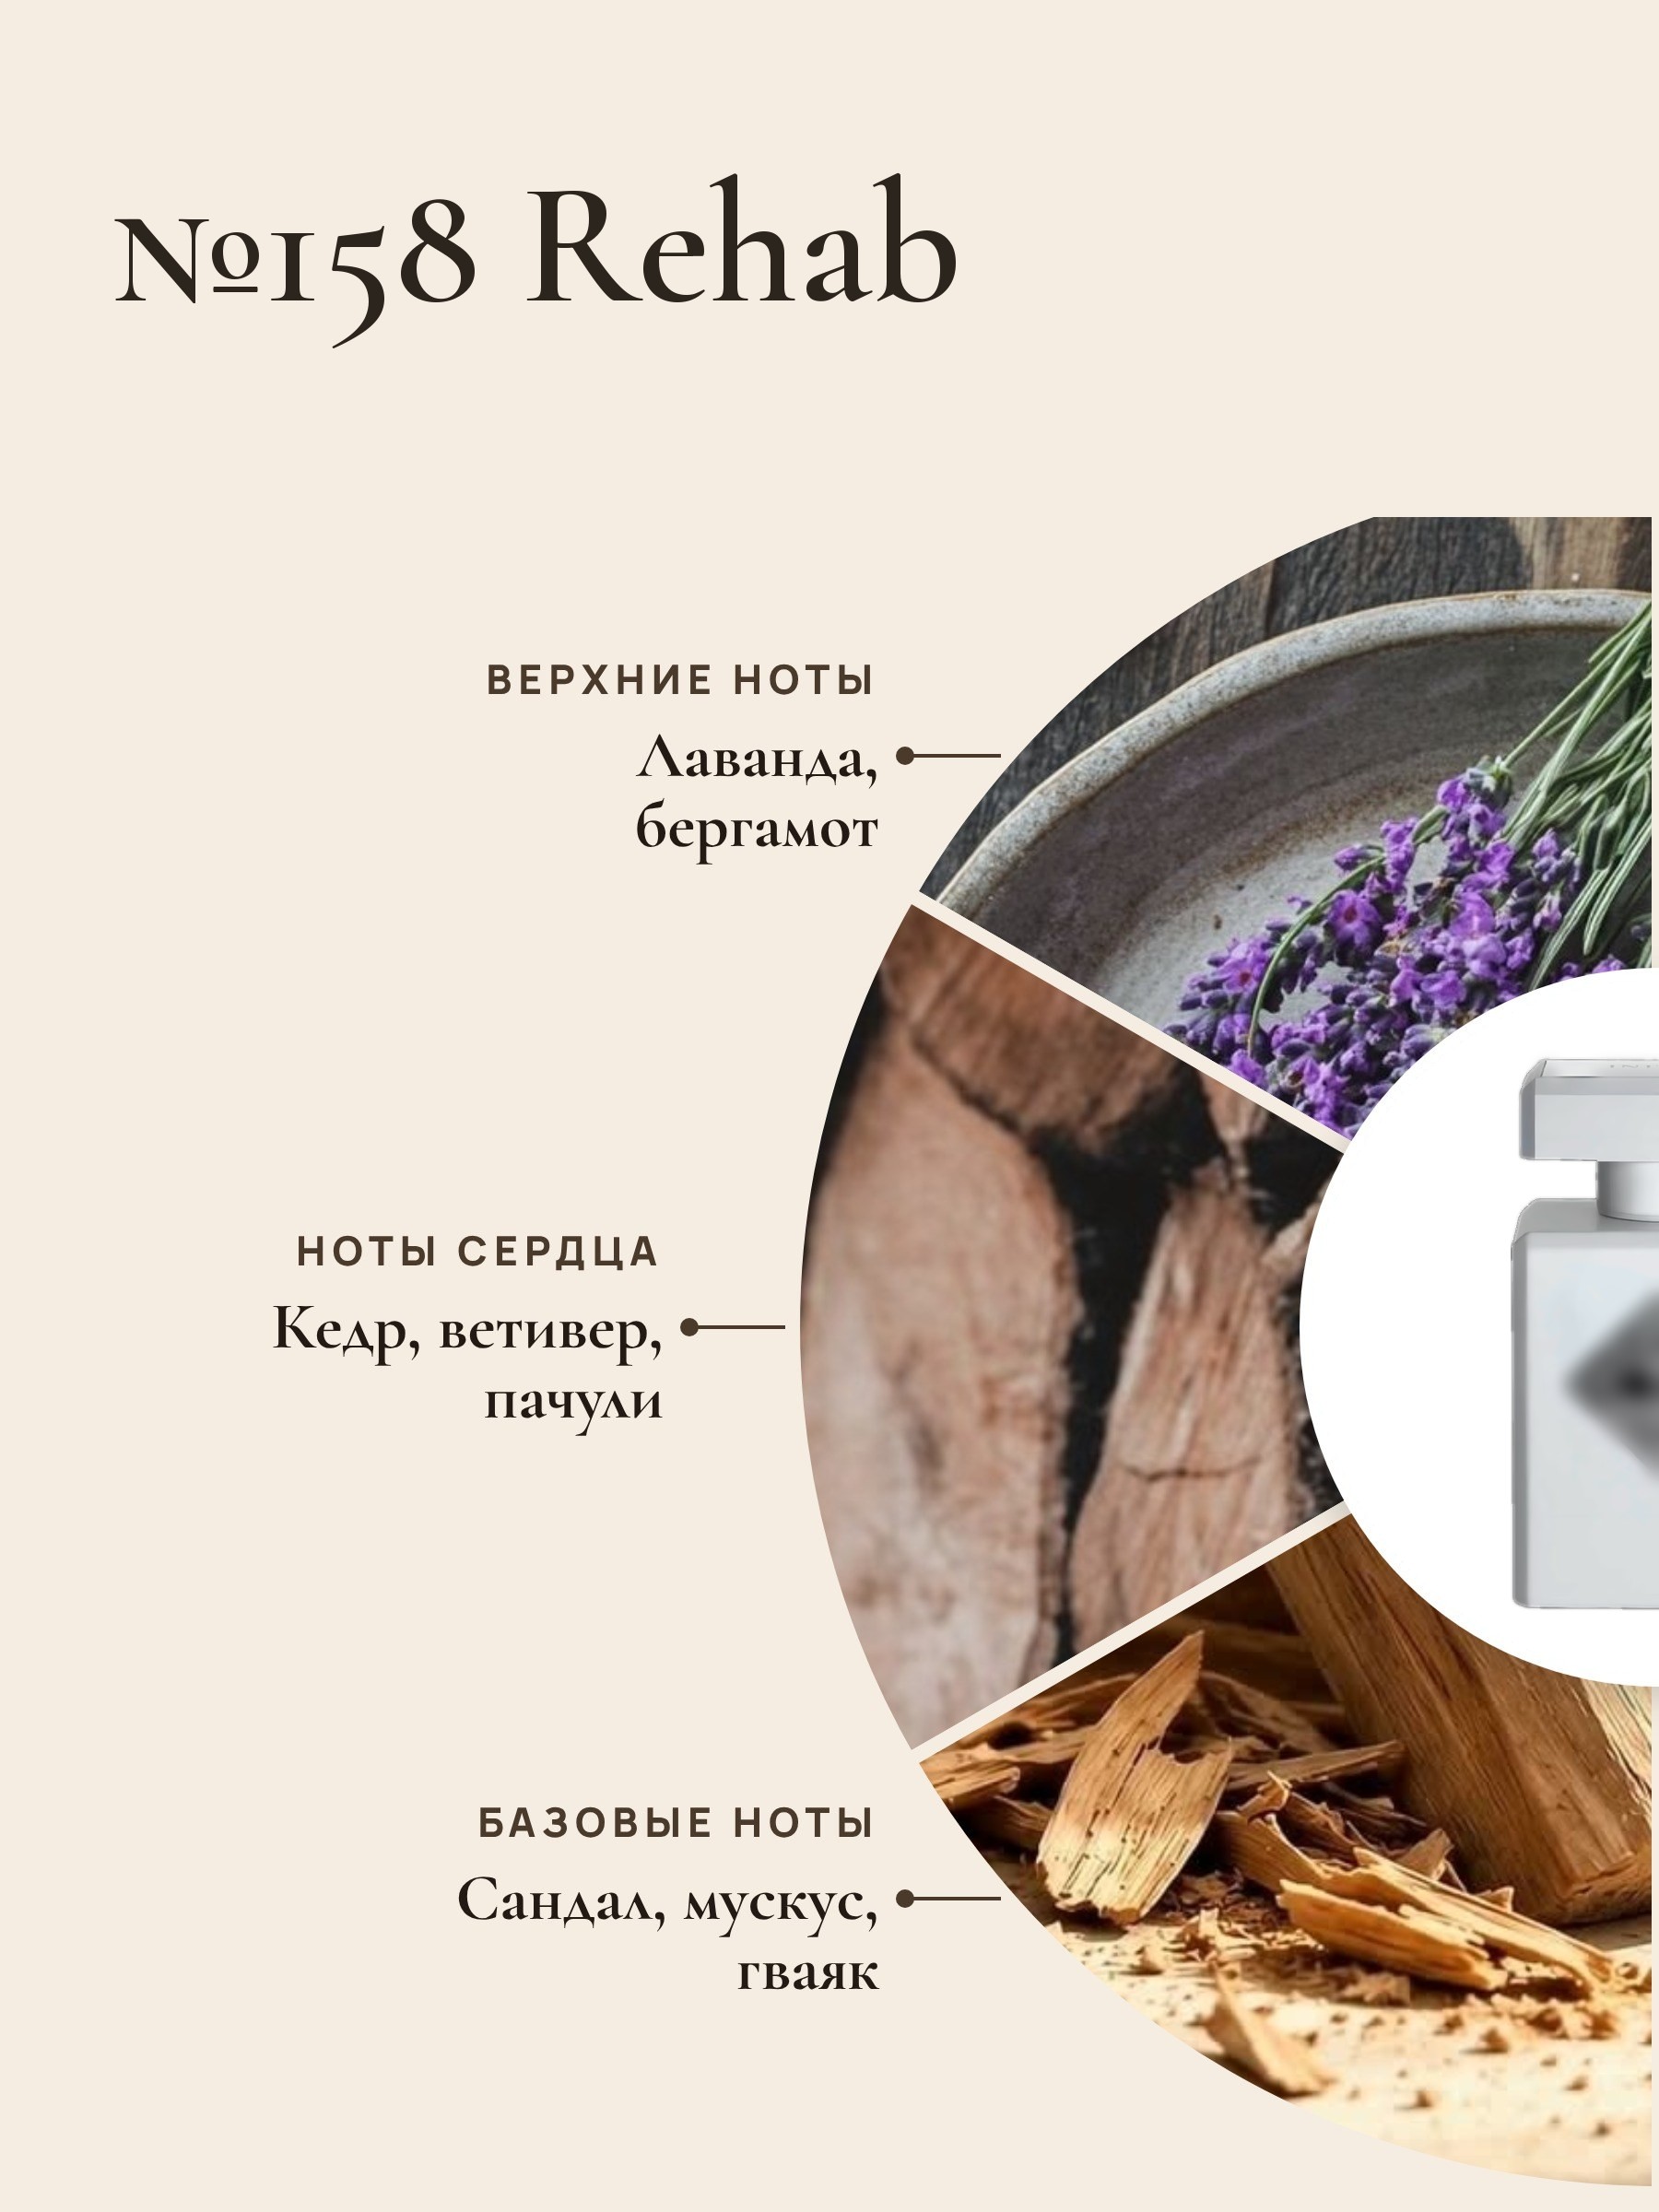 №158 Rehab
ВЕРХНИЕ НОТЫ
Лаванда,
бергамот
НОТЫ СЕРДЦА
Кедр, ветивер,
пачули
БАЗОВЫЕ НОТЫ
Сандал, мускус,
гваяк